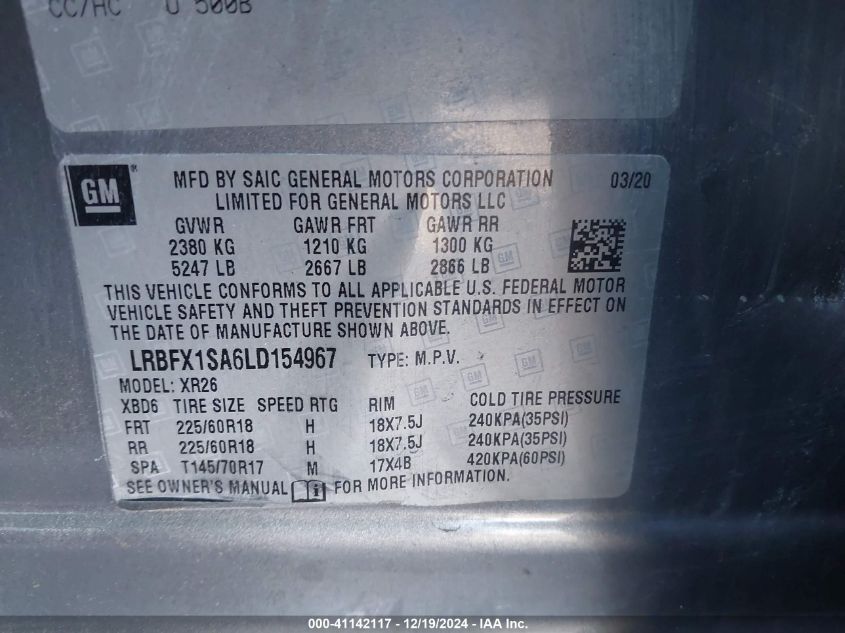 CC/HC U 500B
GM
MFD BY SAIC GENERAL MOTORS CORPORATION 03/20
LIMITED FOR GENERAL MOTORS LLC
GVWR GAWR FRT GAWR RR
2380 KG 1210 KG 1300 KG
5247 LB 2667 LB 2866 LB
THIS VEHICLE CONFORMS TO ALL APPLICABLE U.S. FEDERAL MOTOR
VEHICLE SAFETY AND THEFT PREVENTION STANDARDS IN EFFECT ON
THE DATE OF MANUFACTURE SHOWN ABOVE.
LRBFX1SA6LD154967 TYPE: M.P.V.
MODEL: XR26
XBD6 TIRE SIZE SPEED RTG RIM COLD TIRE PRESSURE
FRT 225/60R18 H 18X7.5J 240KPA(35PSI)
RR 225/60R18 H 18X7.5J 240KPA(35PSI)
SPA T145/70R17 M 17X4B 420KPA(60PSI)
SEE OWNER'S MANUAL FOR MORE INFORMATION.
000-41142117 - 12/19/2024 - IAA Inc.